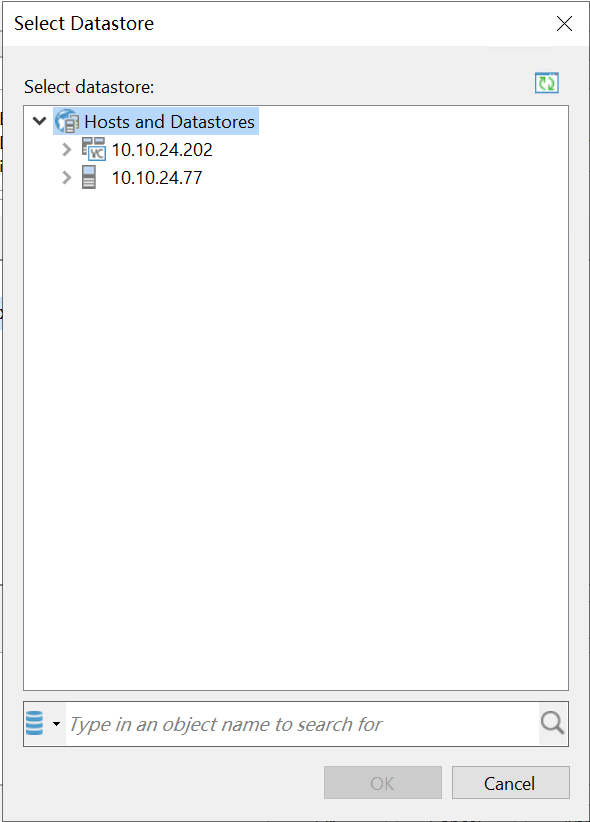 Select Datastore
Select datastore:
Hosts and Datastores
VC 10.10.24.202
10.10.24.77
Type in an object name to search for
OK Cancel